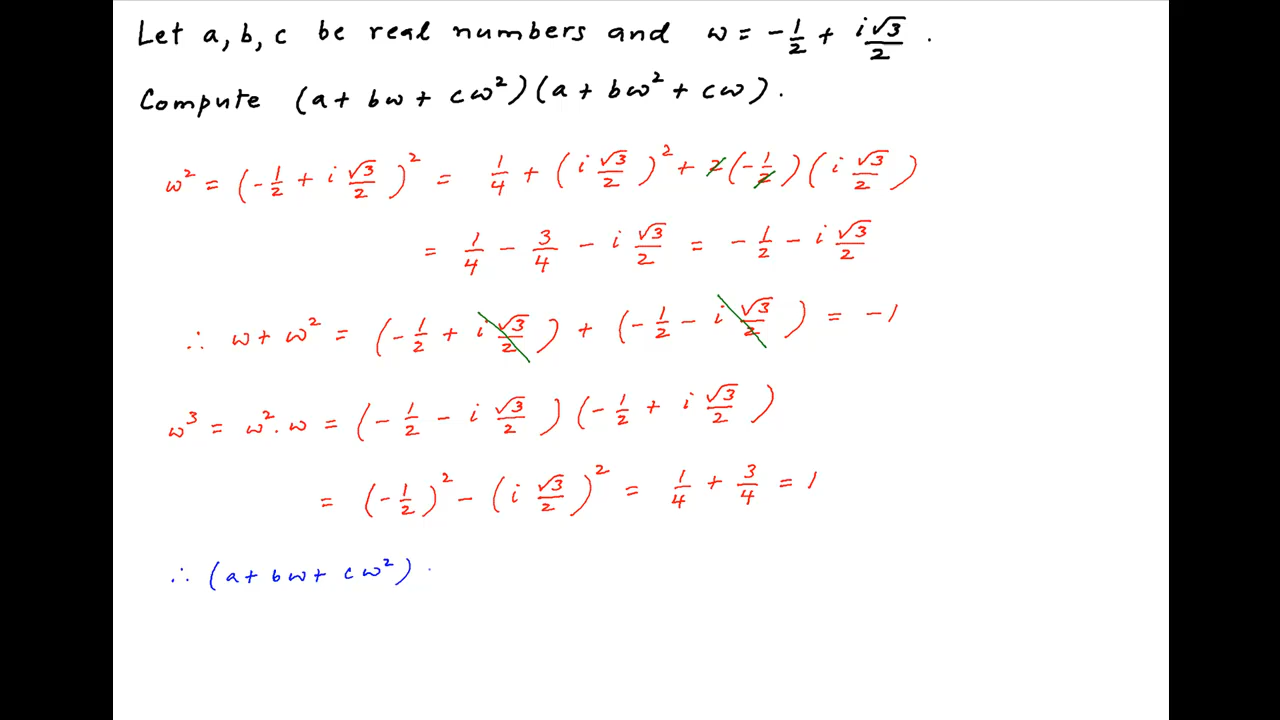 Let a, b, c be real numbers and ω = -1/2 + i√3/2 .
Compute (a + bω + cω²)(a + bω² + cω).
ω² = (-1/2 + i √3/2)² = 1/4 + (i √3/2)² + 2(-1/2)(i √3/2)
= 1/4 - 3/4 - i √3/2 = -1/2 - i √3/2
∴ ω + ω² = (-1/2 + i √3/2) + (-1/2 - i √3/2) = -1
ω³ = ω² . ω = (-1/2 - i √3/2)(-1/2 + i √3/2)
= (-1/2)² - (i √3/2)² = 1/4 + 3/4 = 1
∴ (a + bω + cω²)